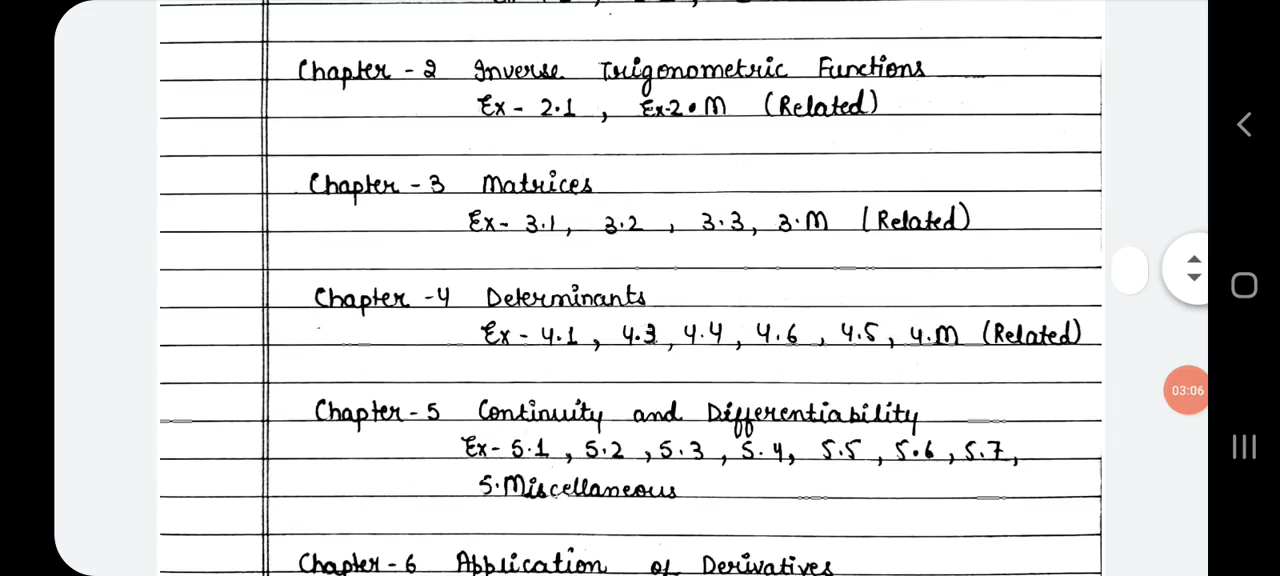 Chapter - 2 Inverse Trigonometric Functions
Ex - 2.1 , Ex-2.M (Related)
Chapter - 3 Matrices
Ex- 3.1, 3.2 , 3.3, 3.M (Related)
Chapter -4 Determinants
Ex - 4.1 , 4.3, 4.4, 4.6 , 4.5, 4.M (Related)
Chapter- 5 Continuity and Differentiability
Ex- 5.1 , 5.2 , 5.3 , 5.4, 5.5 , 5.6 , 5.7,
5.Miscellaneous
Chapter -6 Application of Derivatives
03:06